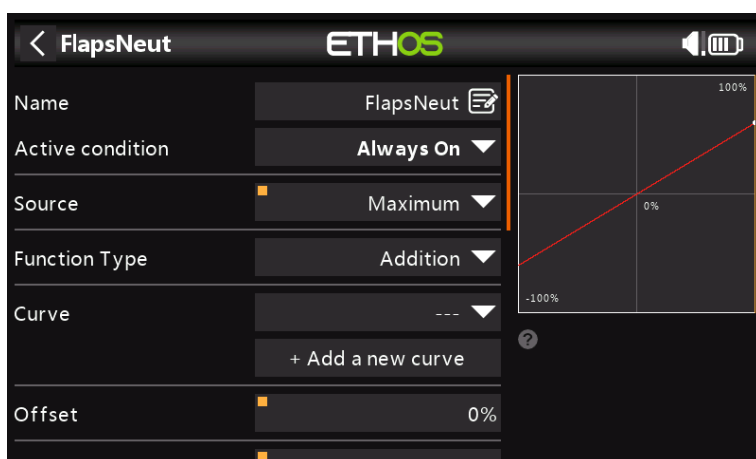 FlapsNeut
ETHOS
Name
FlapsNeut
Active condition
Always On
Source
Maximum
Function Type
Addition
Curve
---
+ Add a new curve
Offset
0%
100%
0%
-100%
?